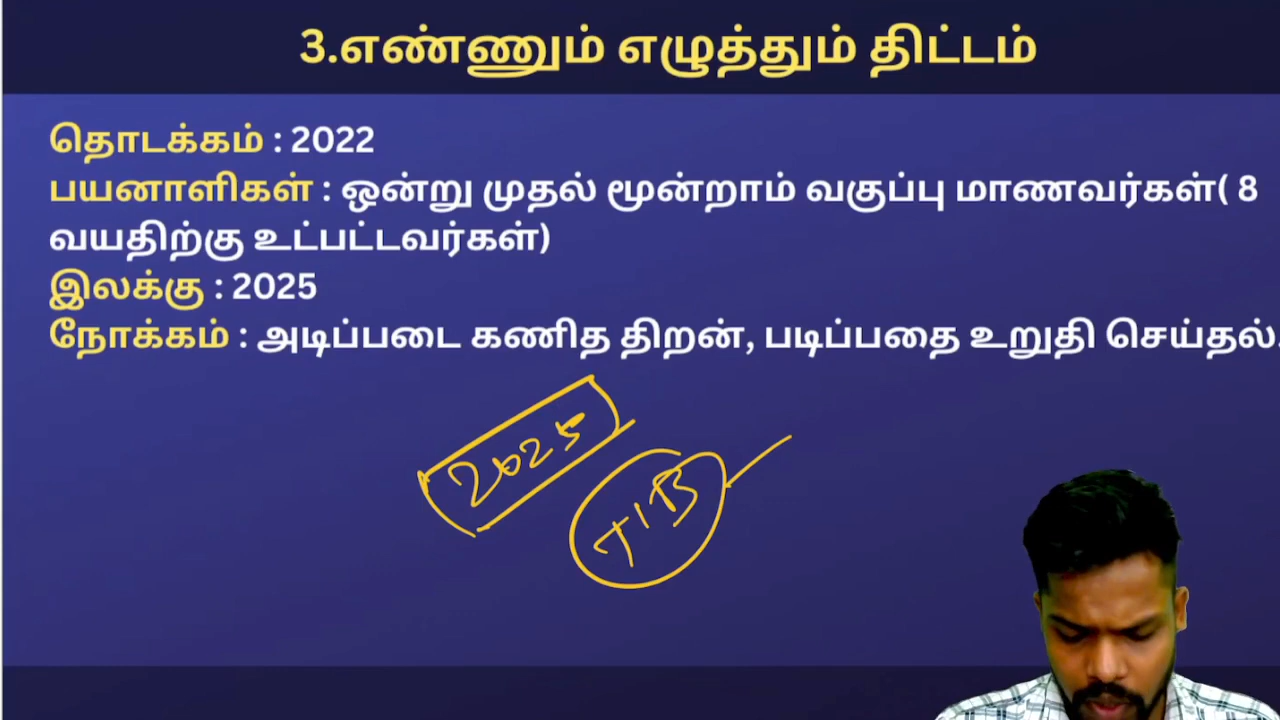 3.எண்ணும் எழுத்தும் திட்டம்
தொடக்கம் : 2022
பயனாளிகள் : ஒன்று முதல் மூன்றாம் வகுப்பு மாணவர்கள்( 8
வயதிற்கு உட்பட்டவர்கள்)
இலக்கு : 2025
நோக்கம் : அடிப்படை கணித திறன், படிப்பதை உறுதி செய்தல்.
2025
T'B